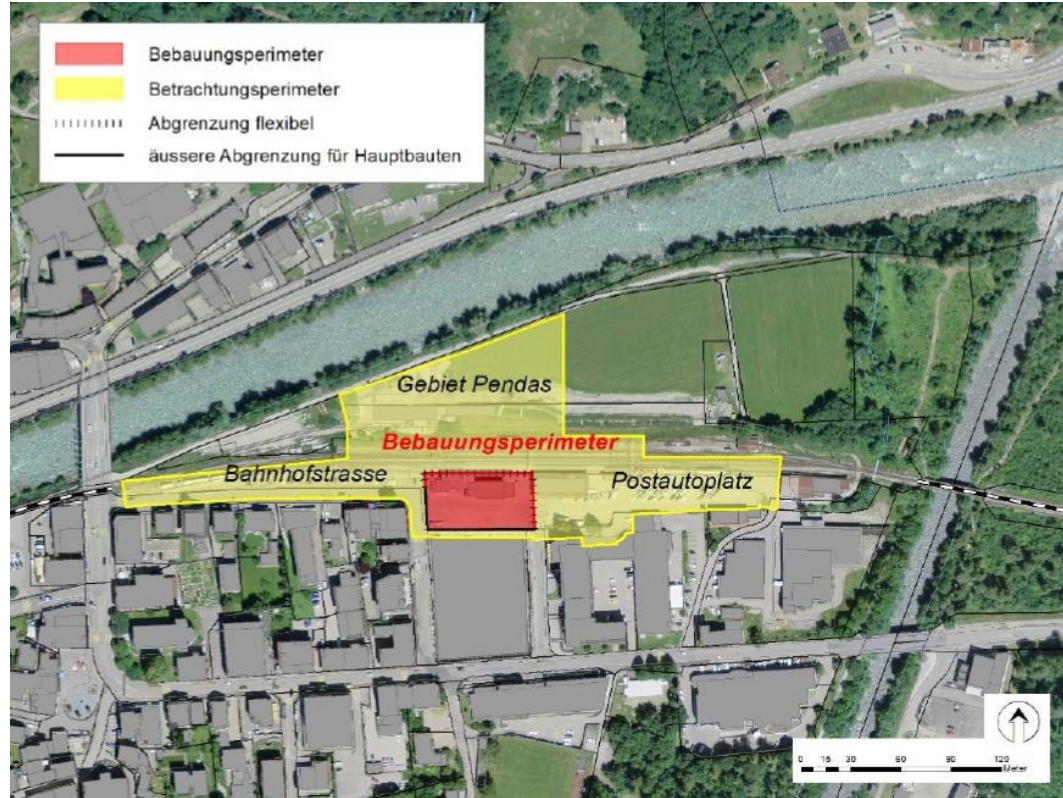 Bebauungsperimeter
Betrachtungsperimeter
Abgrenzung flexibel
äussere Abgrenzung für Hauptbauten
Gebiet Pendas
Bebauungsperimeter
Bahnhofstrasse
Postautoplatz
0 15 30 60 90 120
Meter